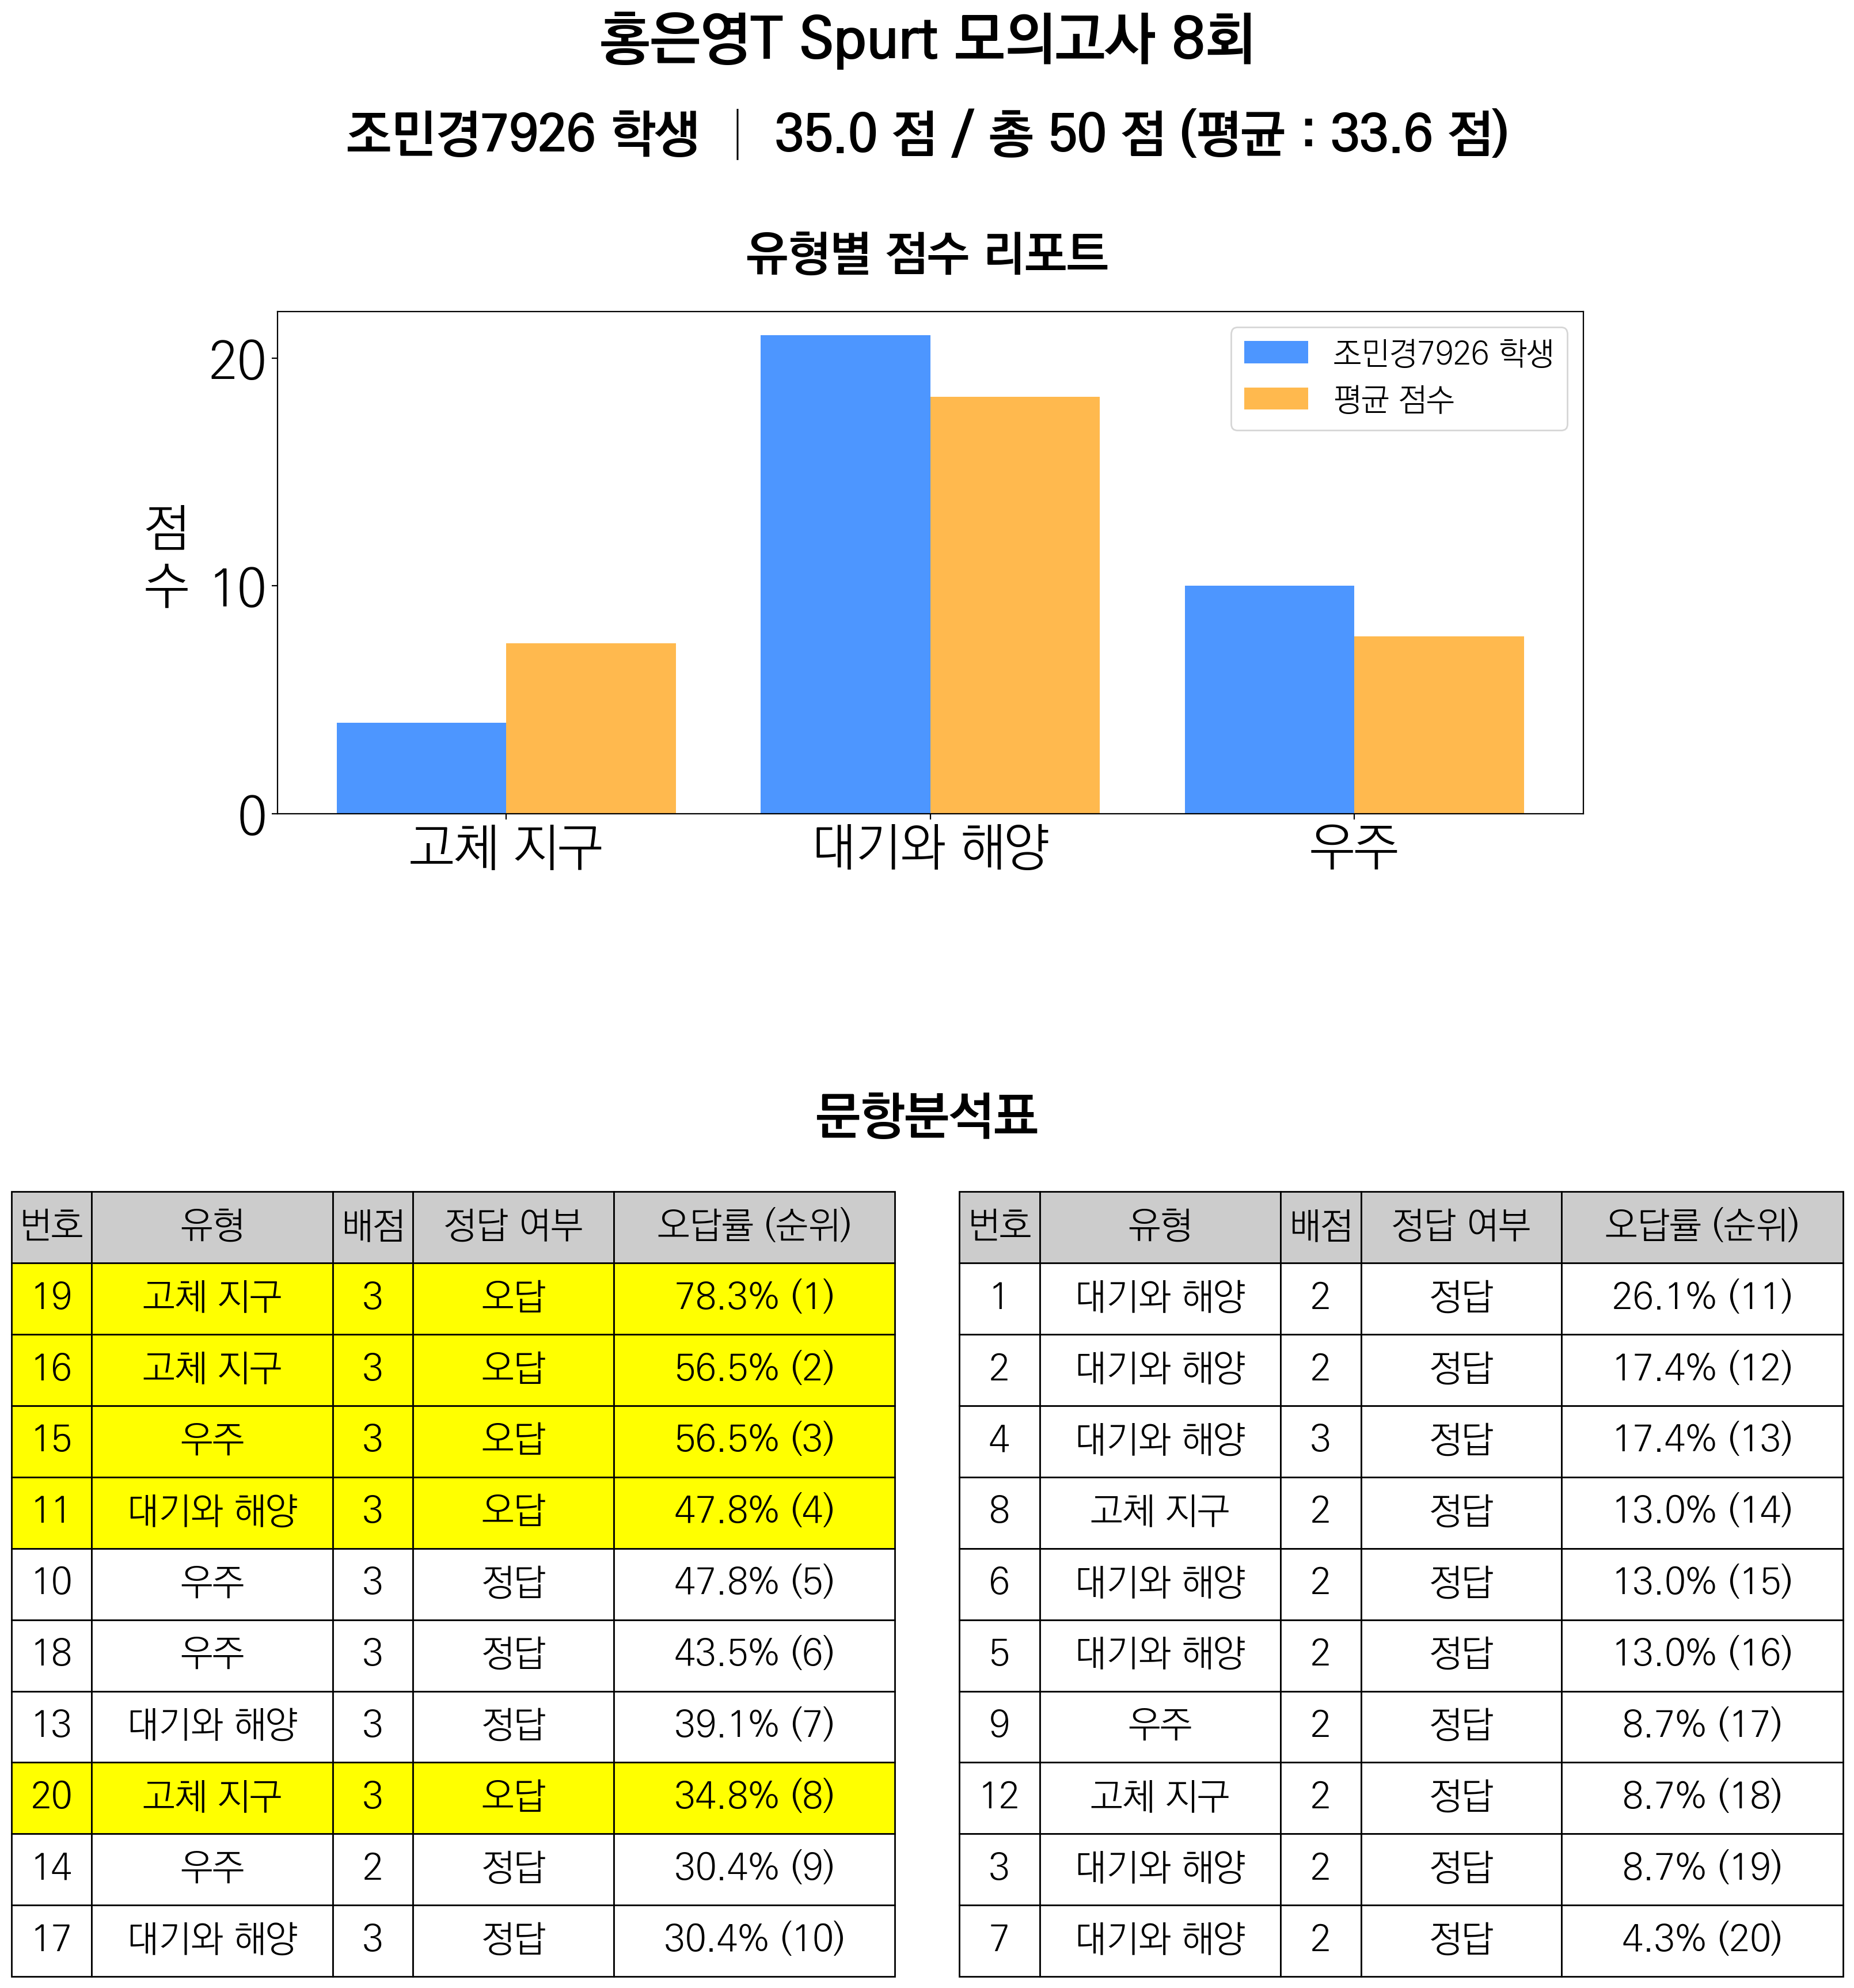 홍은영T Spurt 모의고사 8회
조민경7926 학생 | 35.0 점 / 총 50 점 (평균 : 33.6 점)
유형별 점수 리포트
점수
20
10
0
조민경7926 학생
평균 점수
고체 지구 대기와 해양 우주
문항분석표
번호 유형 배점 정답 여부 오답률 (순위)
19 고체 지구 3 오답 78.3% (1)
16 고체 지구 3 오답 56.5% (2)
15 우주 3 오답 56.5% (3)
11 대기와 해양 3 오답 47.8% (4)
10 우주 3 정답 47.8% (5)
18 우주 3 정답 43.5% (6)
13 대기와 해양 3 정답 39.1% (7)
20 고체 지구 3 오답 34.8% (8)
14 우주 2 정답 30.4% (9)
17 대기와 해양 3 정답 30.4% (10)
번호 유형 배점 정답 여부 오답률 (순위)
1 대기와 해양 2 정답 26.1% (11)
2 대기와 해양 2 정답 17.4% (12)
4 대기와 해양 3 정답 17.4% (13)
8 고체 지구 2 정답 13.0% (14)
6 대기와 해양 2 정답 13.0% (15)
5 대기와 해양 2 정답 13.0% (16)
9 우주 2 정답 8.7% (17)
12 고체 지구 2 정답 8.7% (18)
3 대기와 해양 2 정답 8.7% (19)
7 대기와 해양 2 정답 4.3% (20)